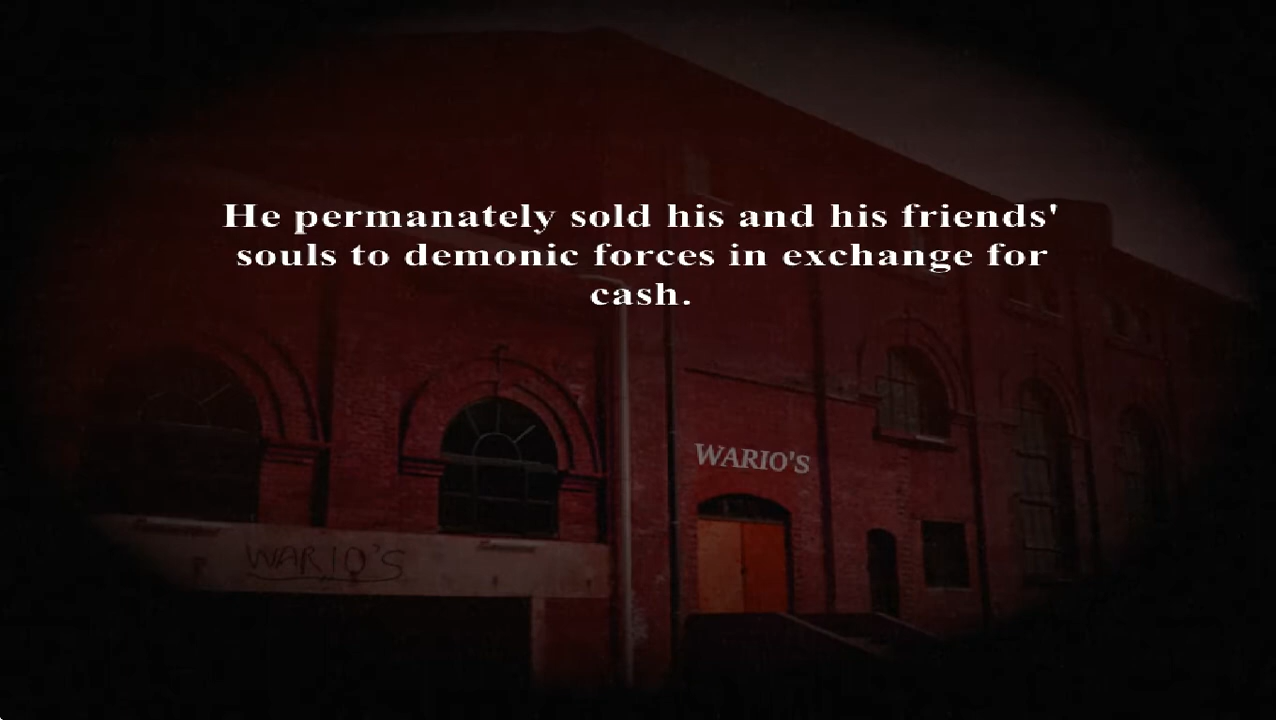 He permanately sold his and his friends'
souls to demonic forces in exchange for
cash.
WARIO'S
WARIO'S